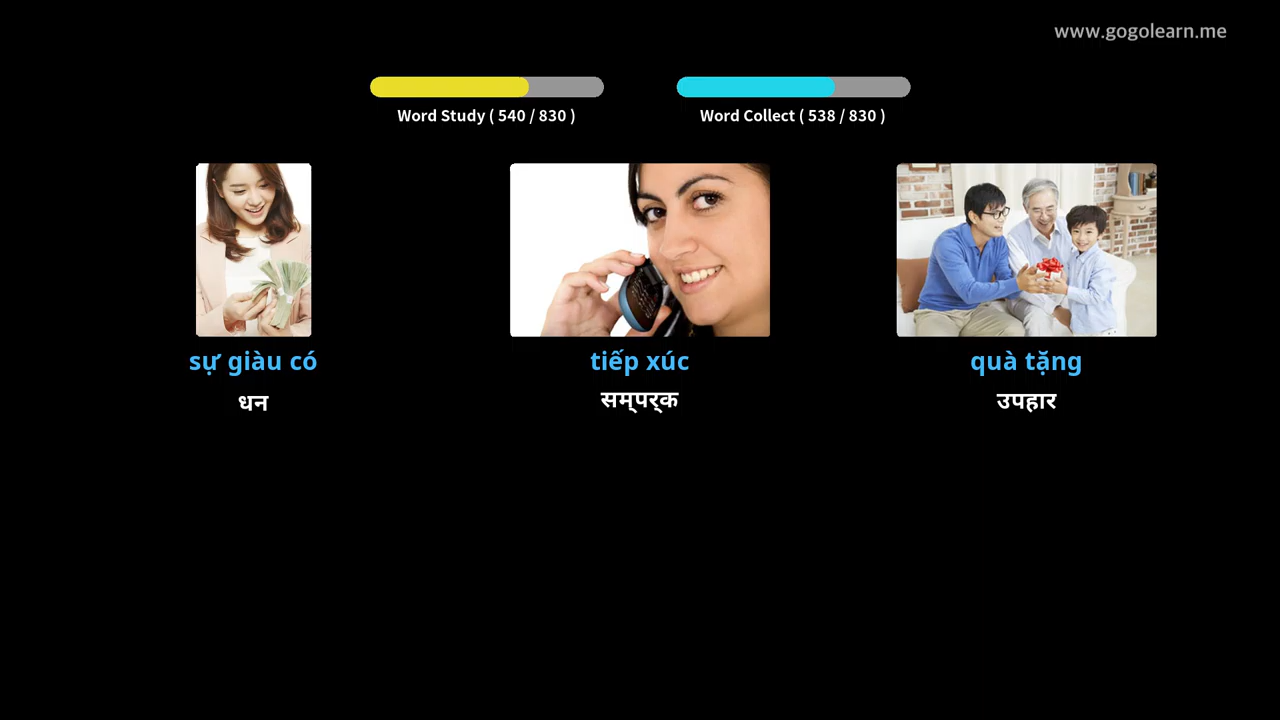 www.gogolearn.me
Word Study ( 540 / 830 )
Word Collect ( 538 / 830 )
sự giàu có
tiếp xúc
quà tặng
धन
सम्पर्क
उपहार